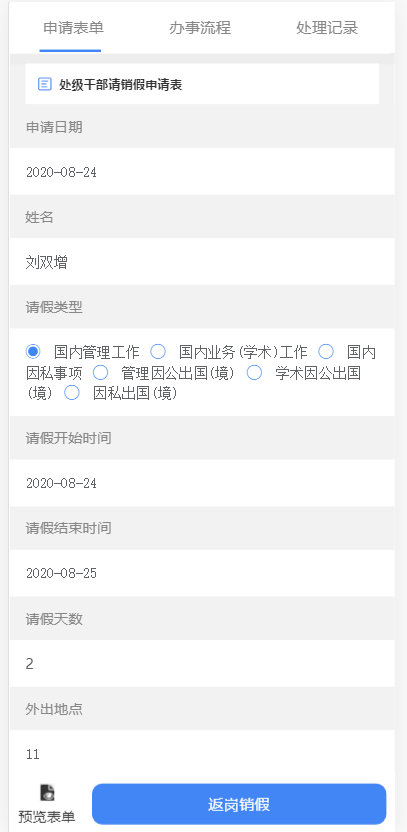 申请表单 办事流程 处理记录
处级干部请销假申请表
申请日期
2020-08-24
姓名
刘双增
请假类型
国内管理工作 国内业务(学术)工作 国内
因私事项 管理因公出国(境) 学术因公出国
(境) 因私出国(境)
请假开始时间
2020-08-24
请假结束时间
2020-08-25
请假天数
2
外出地点
11
预览表单 返岗销假